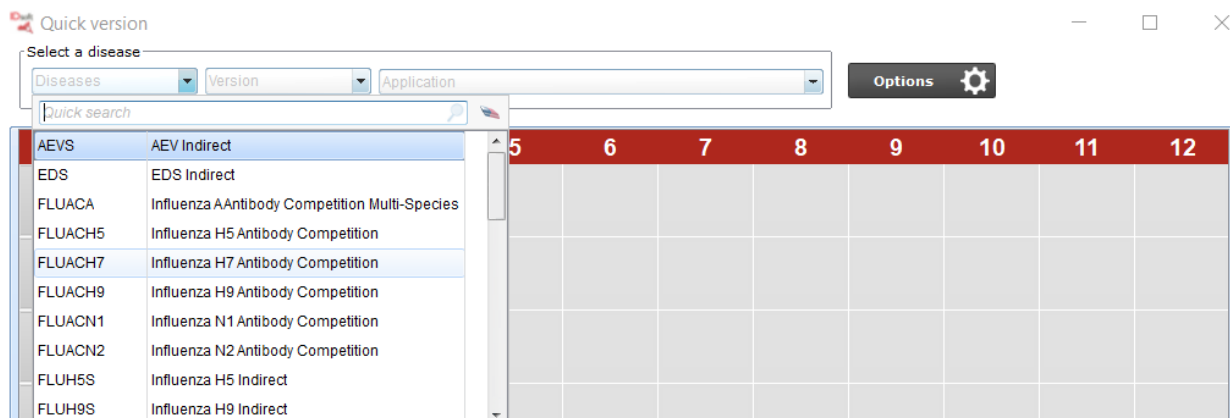 Quick version
Select a disease
Diseases Version Application
Options
Quick search
5 6 7 8 9 10 11 12
AEVS AEV Indirect
EDS EDS Indirect
FLUACA Influenza AAntibody Competition Multi-Species
FLUACH5 Influenza H5 Antibody Competition
FLUACH7 Influenza H7 Antibody Competition
FLUACH9 Influenza H9 Antibody Competition
FLUACN1 Influenza N1 Antibody Competition
FLUACN2 Influenza N2 Antibody Competition
FLUH5S Influenza H5 Indirect
FLUH9S Influenza H9 Indirect